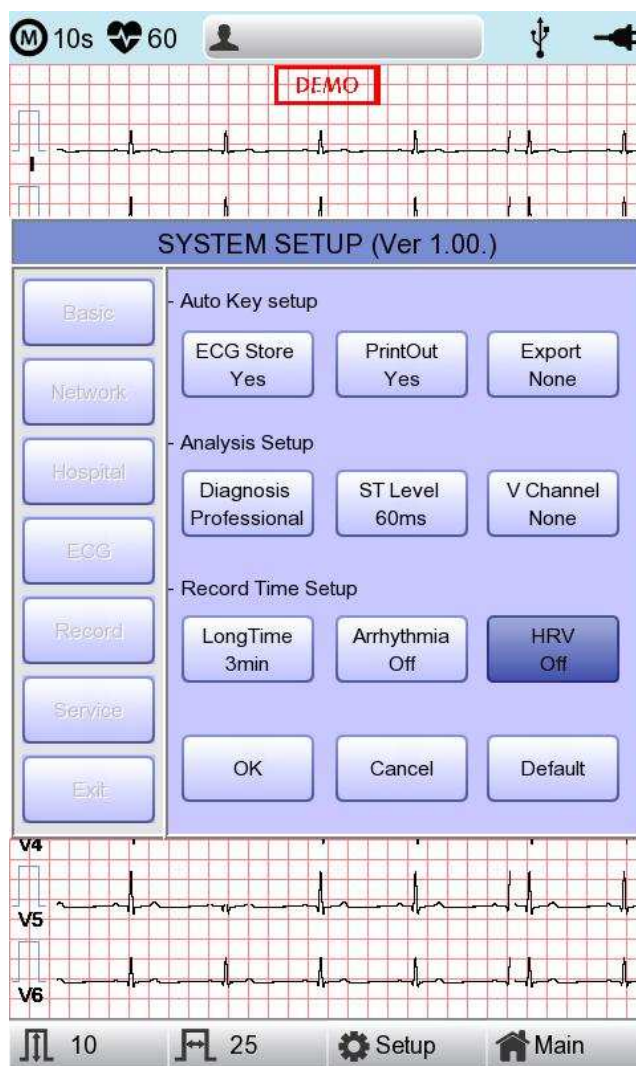 M 10s 60
DEMO
I
SYSTEM SETUP (Ver 1.00.)
Basic
Network
Hospital
ECG
Record
Service
Exit
- Auto Key setup
ECG Store
Yes
PrintOut
Yes
Export
None
- Analysis Setup
Diagnosis
Professional
ST Level
60ms
V Channel
None
- Record Time Setup
LongTime
3min
Arrhythmia
Off
HRV
Off
OK
Cancel
Default
V4
V5
V6
10
25
Setup
Main